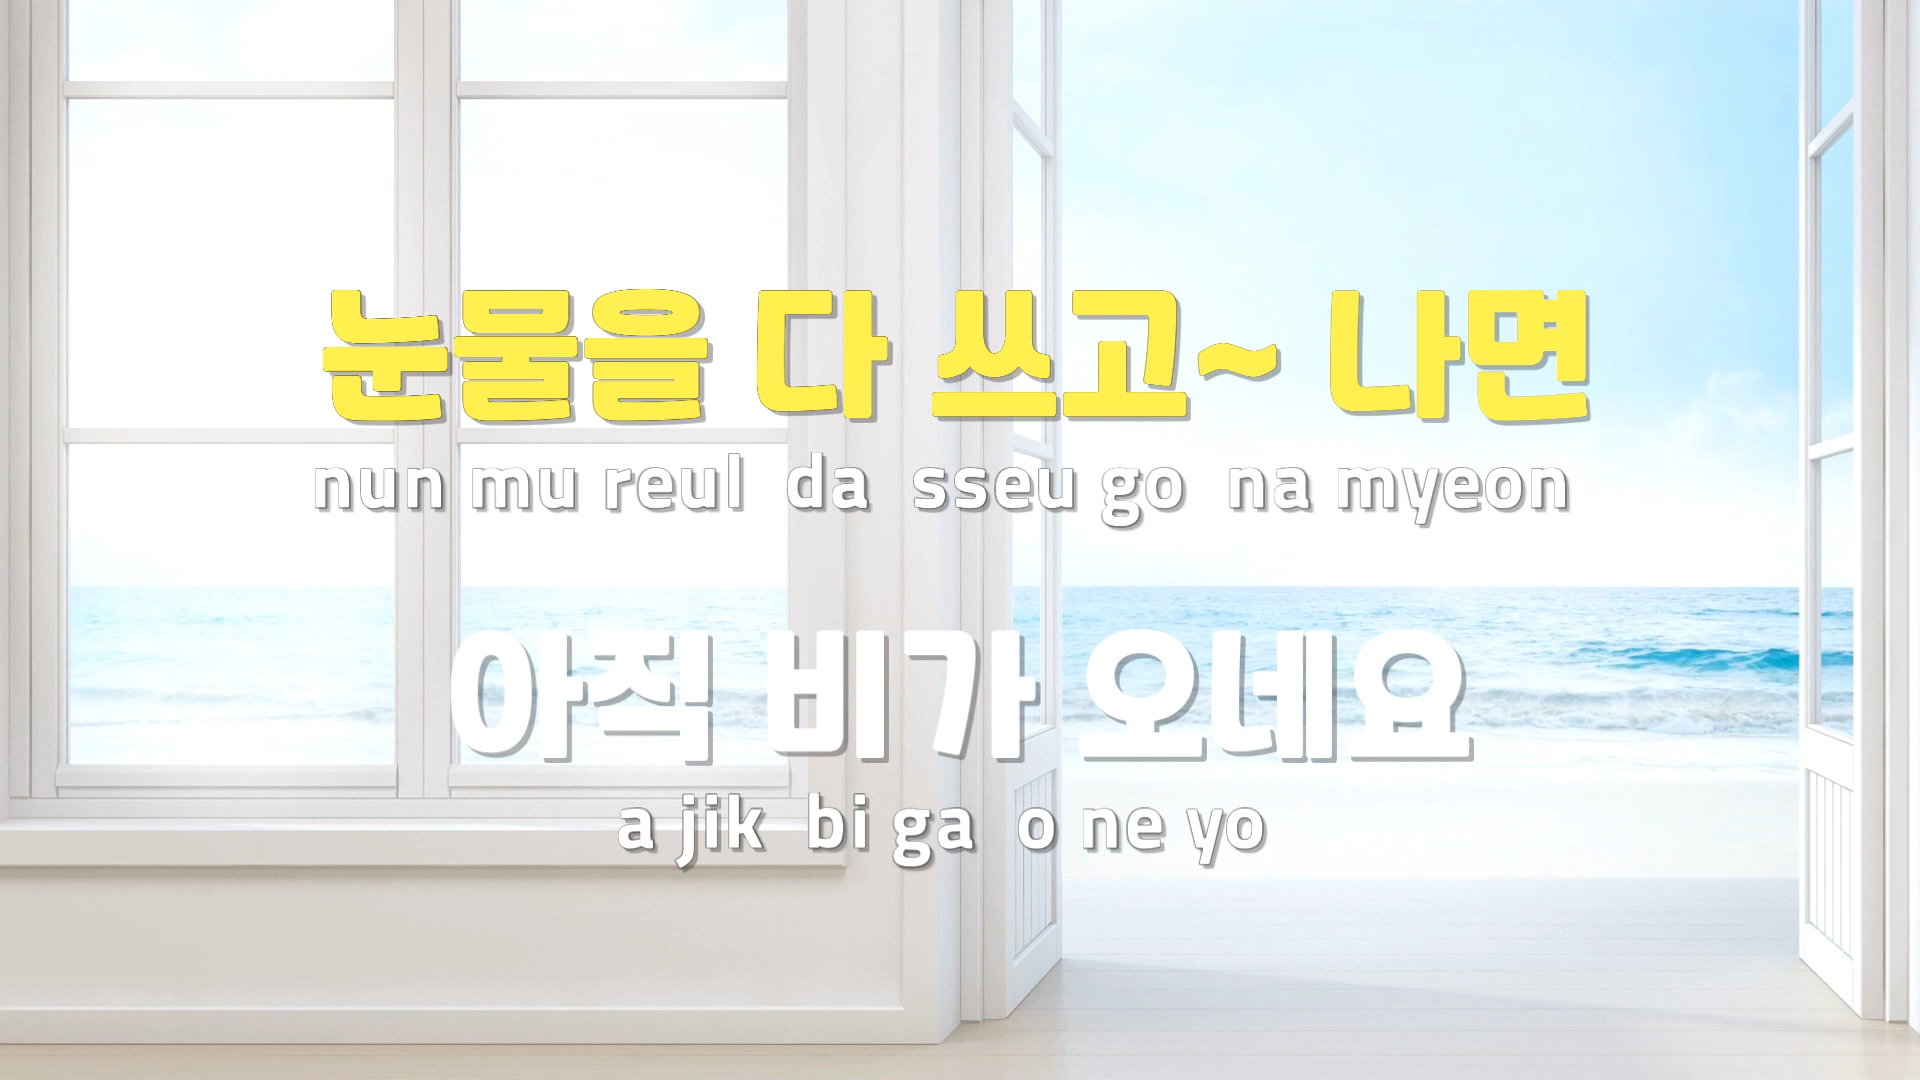 눈물을 다 쓰고~ 나면
nun mu reul da sseu go na myeon
아직 비가 오네요
a jik bi ga o ne yo